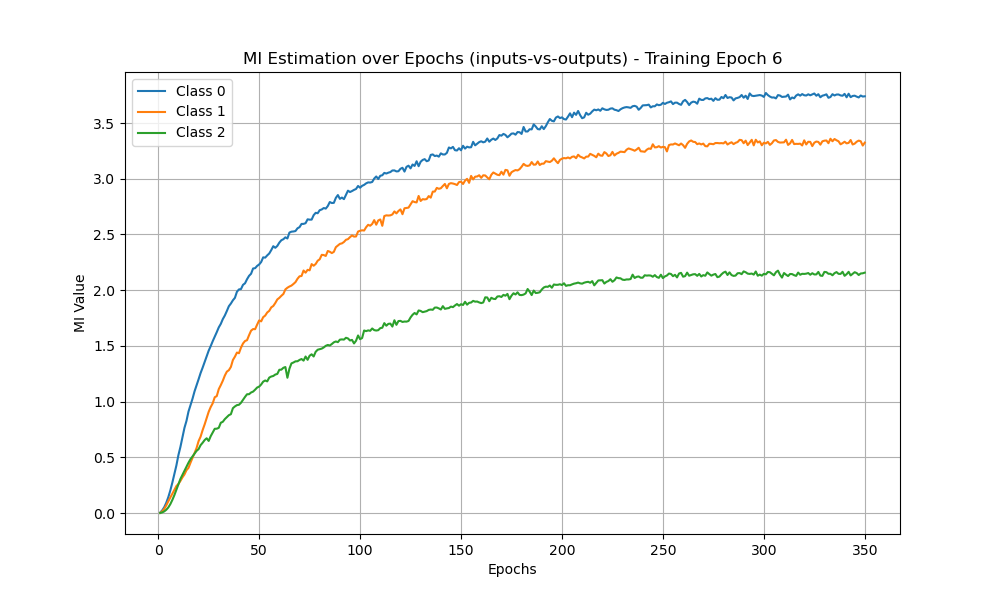 MI Estimation over Epochs (inputs-vs-outputs) - Training Epoch 6
Class 0
Class 1
Class 2
MI Value
3.5
3.0
2.5
2.0
1.5
1.0
0.5
0.0
0 50 100 150 200 250 300 350
Epochs